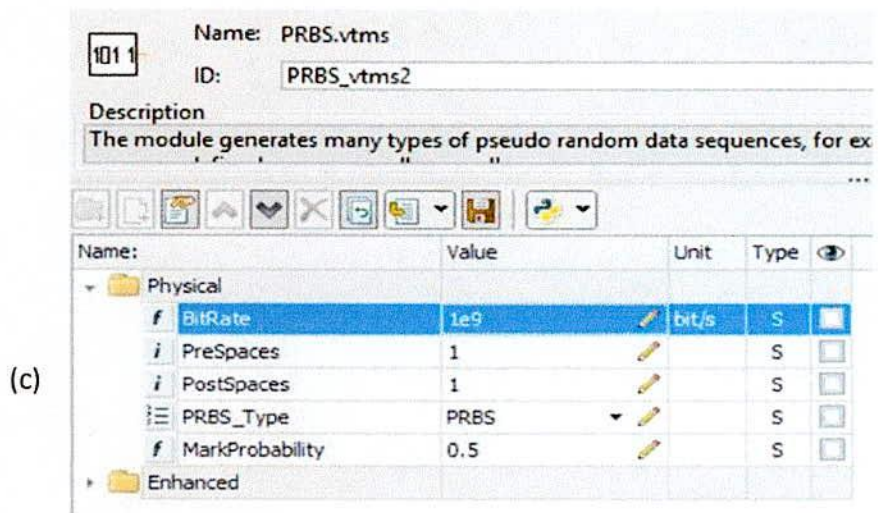 Name: PRBS.vtms
101 1
ID: PRBS_vtms2
Description
The module generates many types of pseudo random data sequences, for ex
...
Name: Value Unit Type
Physical
f BitRate 1e9 bit/s S
i PreSpaces 1 S
i PostSpaces 1 S
PRBS_Type PRBS S
f MarkProbability 0.5 S
Enhanced
(c)